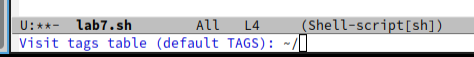 U:**-  lab7.sh        All   L4     (Shell-script[sh])
Visit tags table (default TAGS): ~/